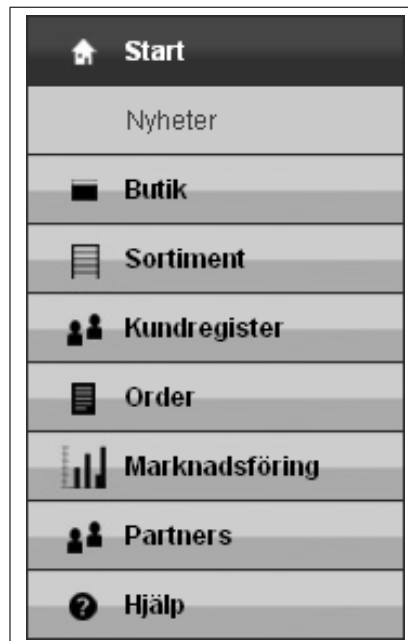 Start
Nyheter
Butik
Sortiment
Kundregister
Order
Marknadsföring
Partners
Hjälp